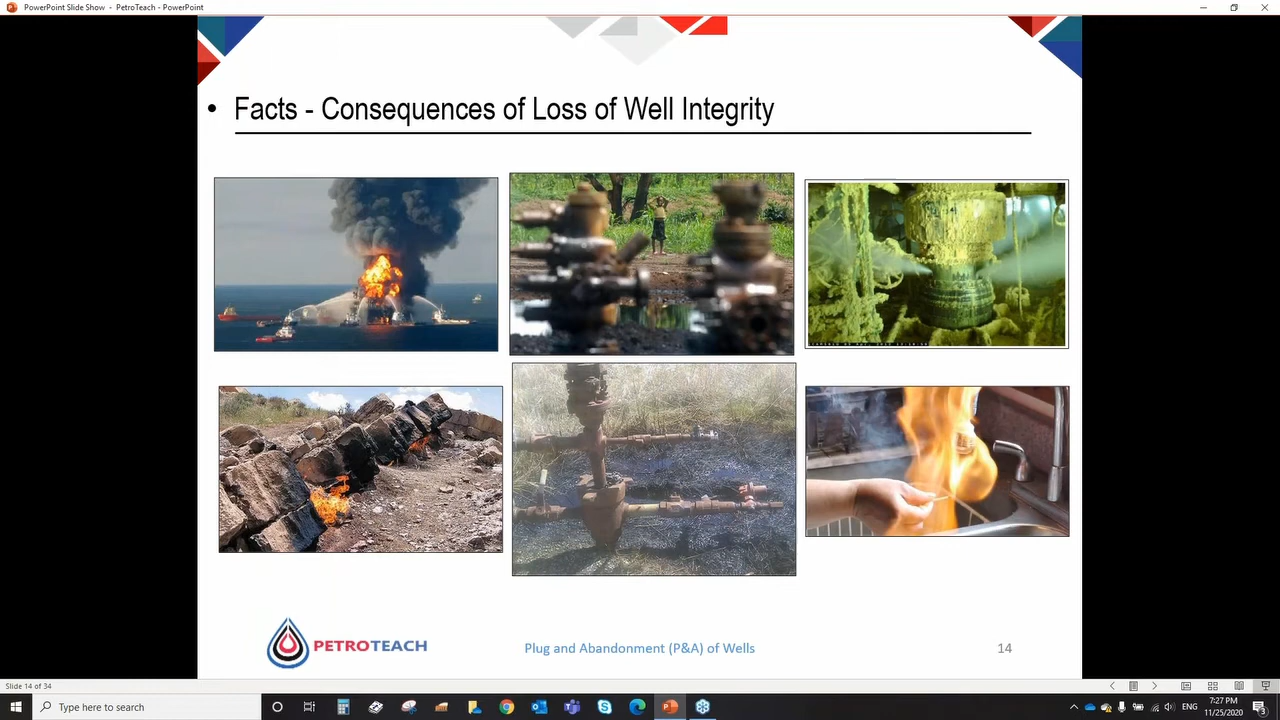 PowerPoint Slide Show - PetroTeach - PowerPoint
• Facts - Consequences of Loss of Well Integrity
PETROTEACH
Plug and Abandonment (P&A) of Wells
14
Slide 14 of 34
Type here to search
ENG
7:27 PM
11/25/2020
3